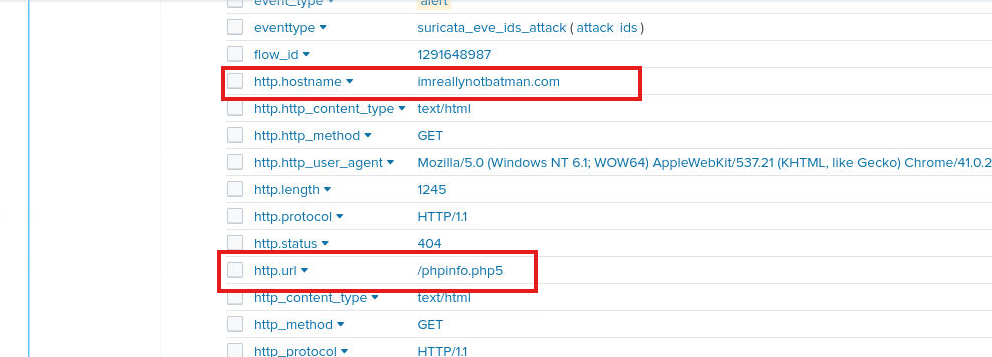 event_type alert
eventtype suricata_eve_ids_attack ( attack ids )
flow_id 1291648987
http.hostname imreallynotbatman.com
http.http_content_type text/html
http.http_method GET
http.http_user_agent Mozilla/5.0 (Windows NT 6.1; WOW64) AppleWebKit/537.21 (KHTML, like Gecko) Chrome/41.0.2
http.length 1245
http.protocol HTTP/1.1
http.status 404
http.url /phpinfo.php5
http_content_type text/html
http_method GET
http_protocol HTTP/1.1